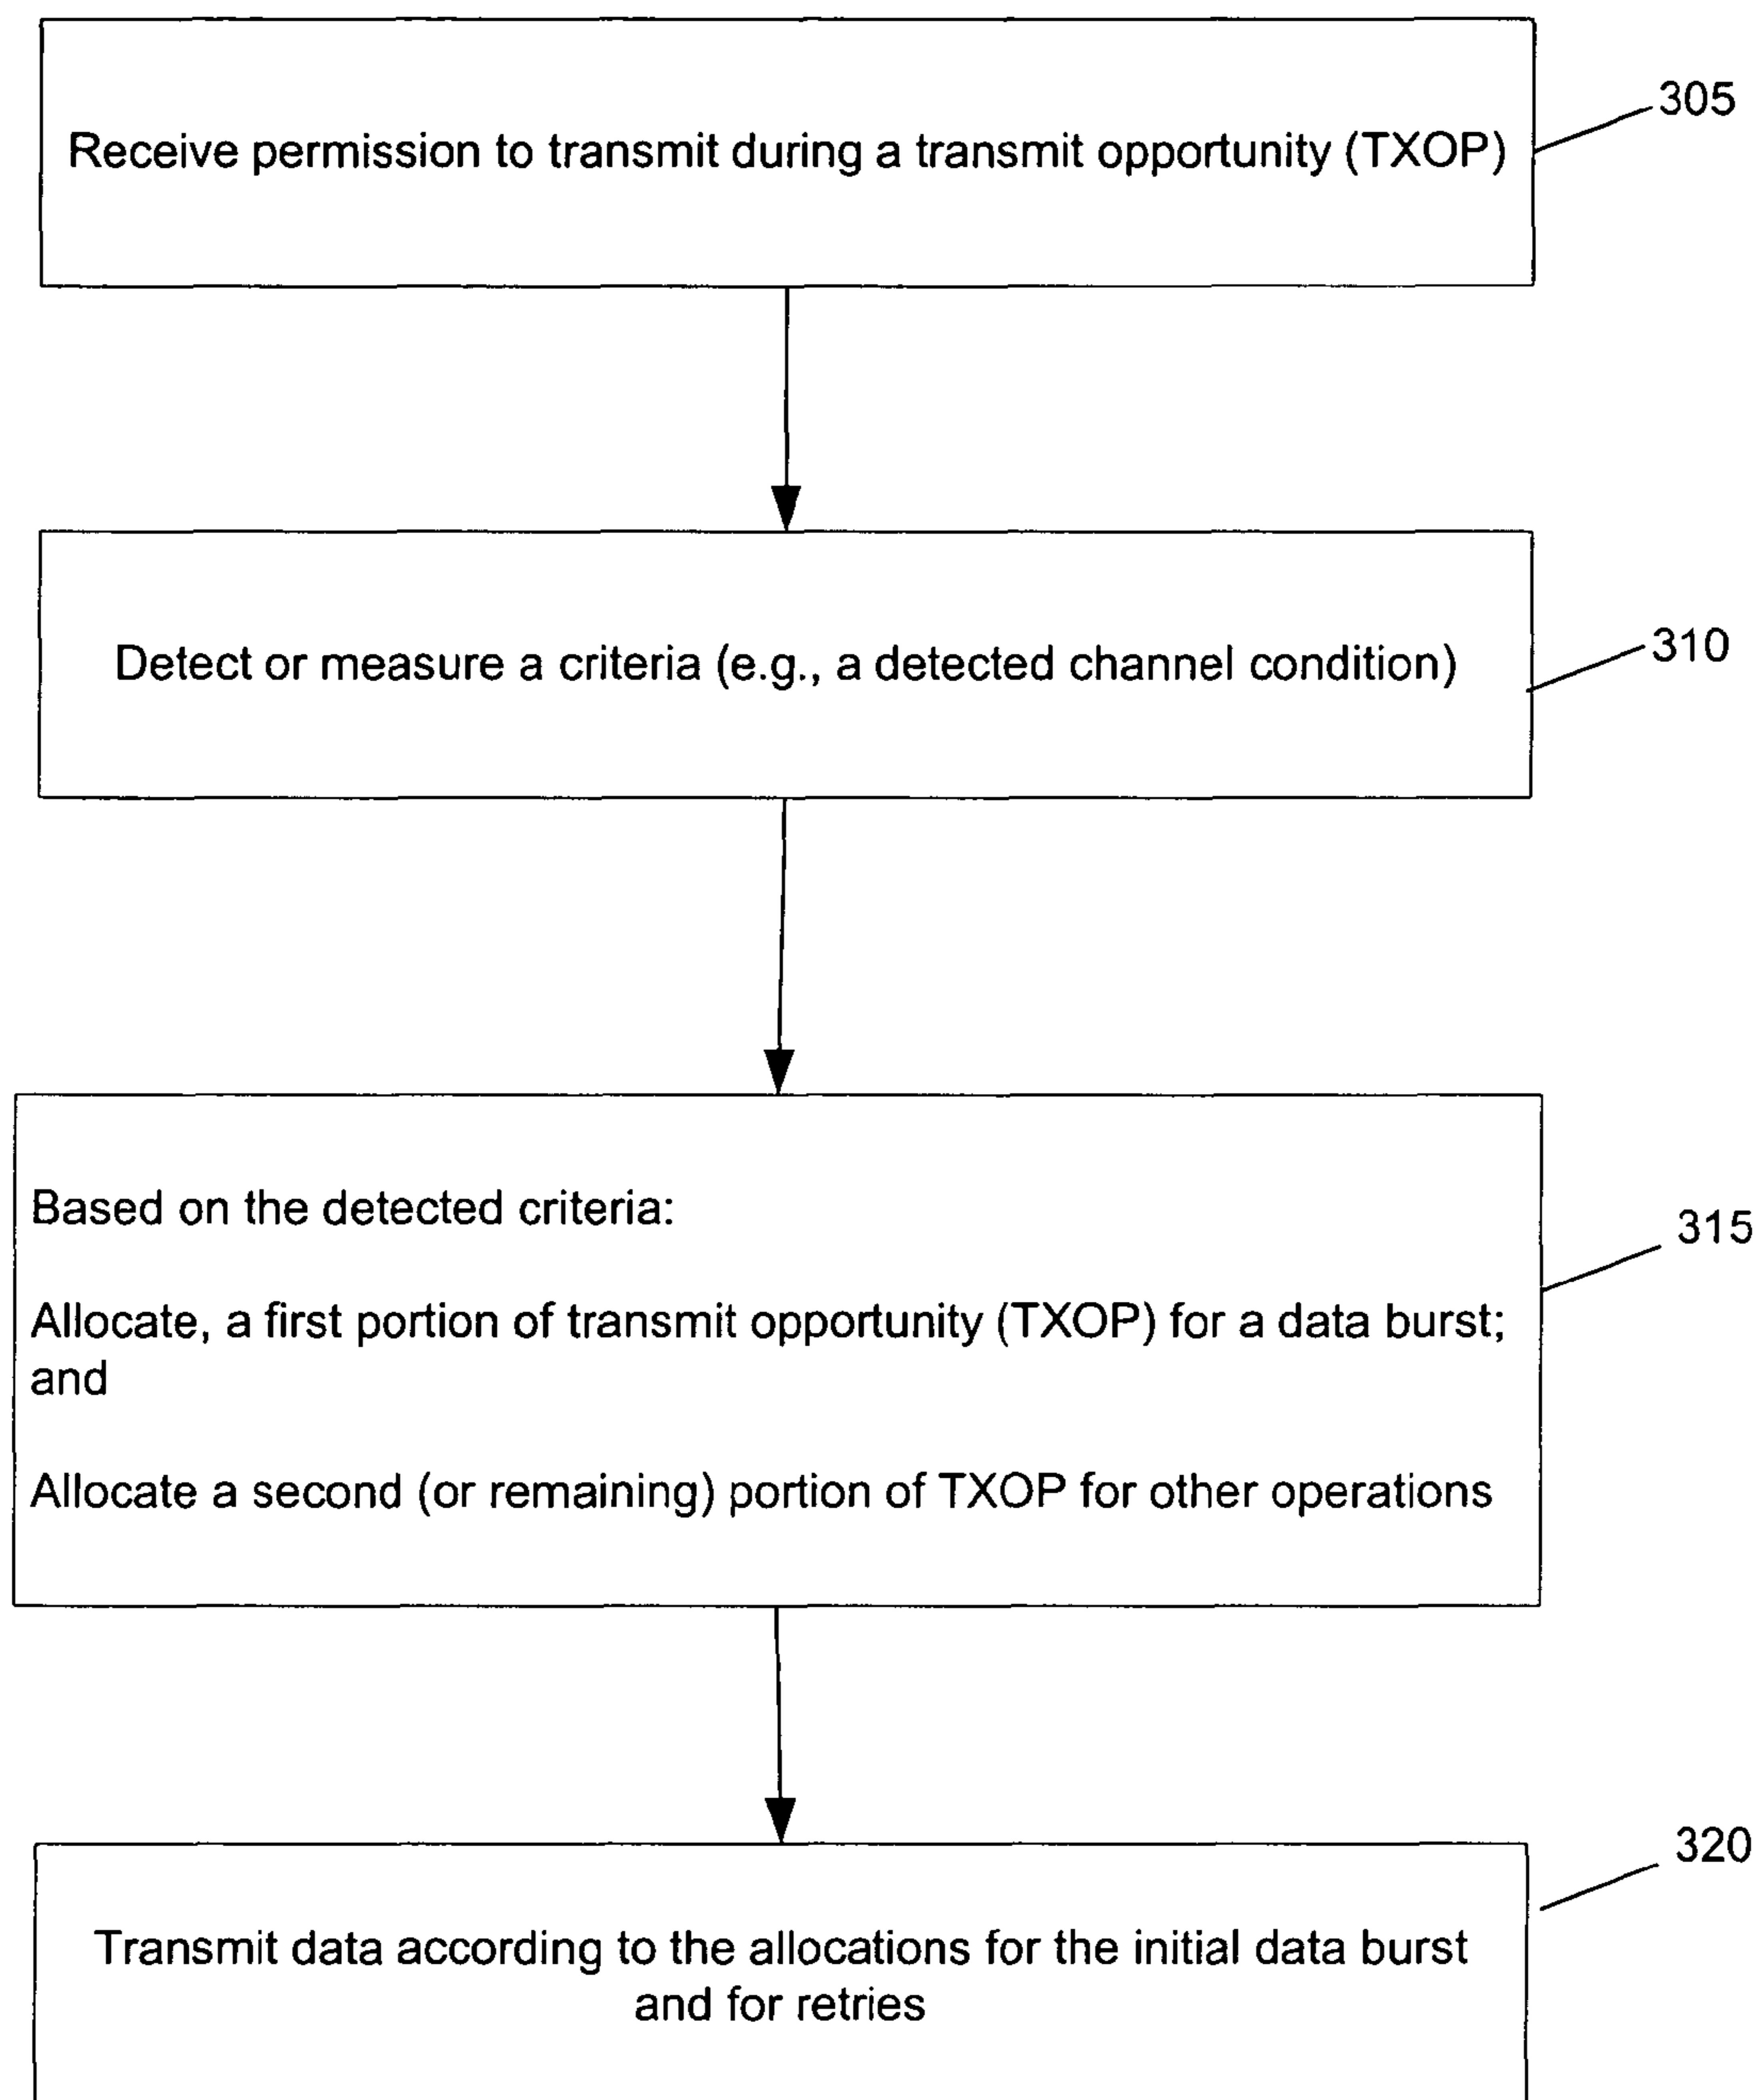 305
Receive permission to transmit during a transmit opportunity (TXOP)
310
Detect or measure a criteria (e.g., a detected channel condition)
315
Based on the detected criteria:
Allocate, a first portion of transmit opportunity (TXOP) for a data burst;
and
Allocate a second (or remaining) portion of TXOP for other operations
320
Transmit data according to the allocations for the initial data burst
and for retries